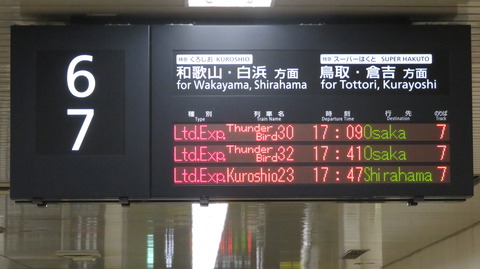 6
7
特急 くろしお KUROSHIO
和歌山・白浜 方面
for Wakayama, Shirahama
特急 スーパーはくと SUPER HAKUTO
鳥取・倉吉 方面
for Tottori, Kurayoshi
種別 列車名 時刻 行先 のりば
Type Train Name Departure Time Destination Track
Ltd.Exp. Thunder Bird 30 17:09 Osaka 7
Ltd.Exp. Thunder Bird 32 17:41 Osaka 7
Ltd.Exp. Kuroshio 23 17:47 Shirahama 7